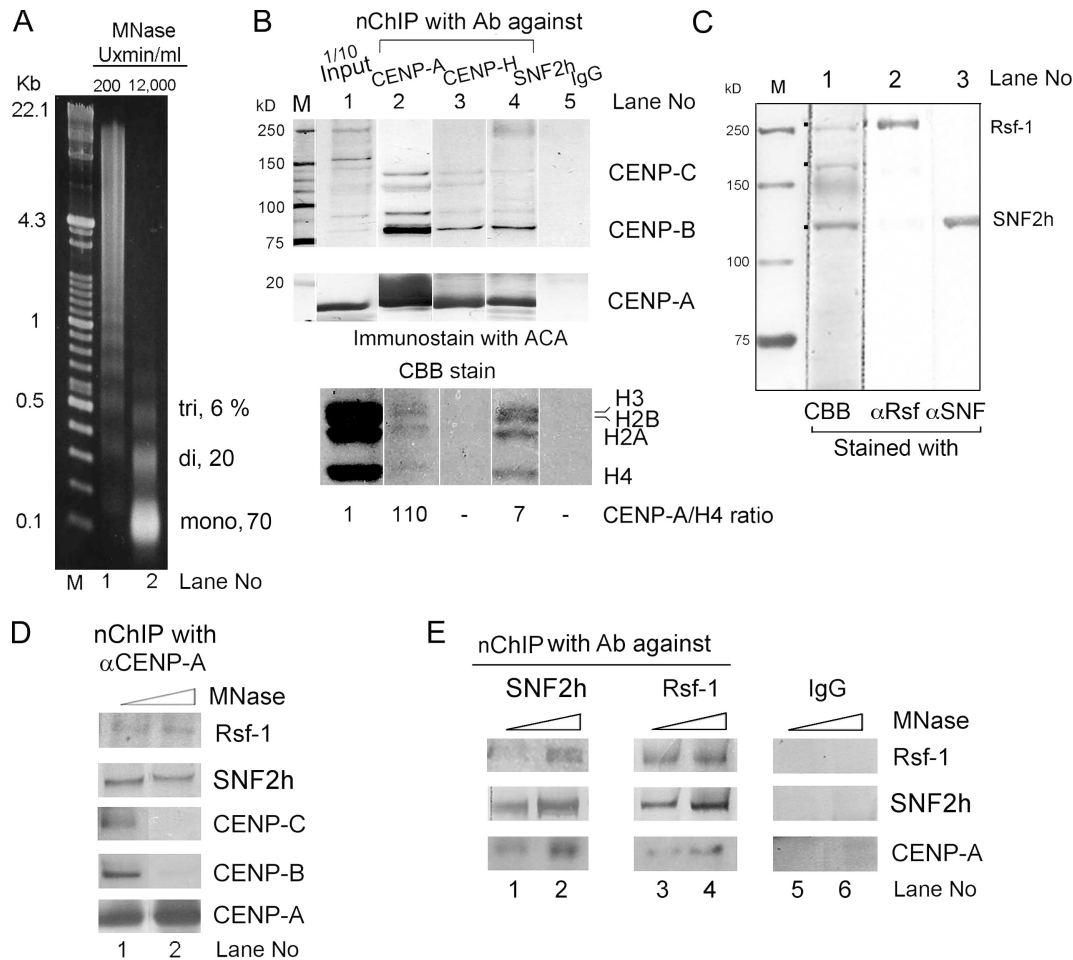 A
MNase
Uxmin/ml
Kb
200 12,000
22.1
4.3
1
0.5
0.1
tri, 6 %
di, 20
mono, 70
M 1 2 Lane No
B
nChIP with Ab against
1/10 Input CENP-A CENP-H SNF2h IgG
kD M 1 2 3 4 5 Lane No
250
150
100
75
20
CENP-C
CENP-B
CENP-A
Immunostain with ACA
CBB stain
H3
H2B
H2A
H4
1 110 - 7 - CENP-A/H4 ratio
C
Lane No
kD M 1 2 3
250
150
100
75
Rsf-1
SNF2h
CBB αRsf αSNF
Stained with
D
nChIP with
αCENP-A
MNase
Rsf-1
SNF2h
CENP-C
CENP-B
CENP-A
1 2 Lane No
E
nChIP with Ab against
SNF2h Rsf-1 IgG
MNase
Rsf-1
SNF2h
CENP-A
1 2 3 4 5 6 Lane No